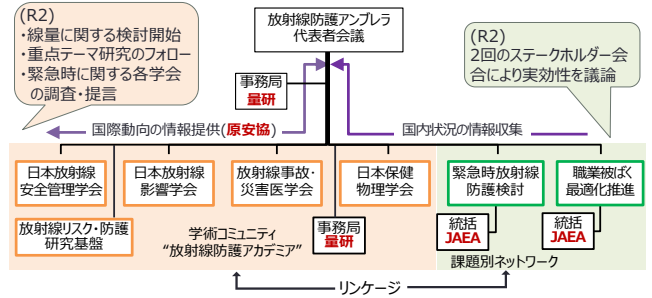 (R2)
・線量に関する検討開始
・重点テーマ研究のフォロー
・緊急時に関する各学会
の調査・提言
放射線防護アンブレラ
代表者会議
(R2)
2回のステークホルダー会
合により実効性を議論
事務局
量研
国際動向の情報提供(原安協)
国内状況の情報収集
日本放射線
安全管理学会
日本放射線
影響学会
放射線事故・
災害医学会
日本保健
物理学会
緊急時放射線
防護検討
職業被ばく
最適化推進
放射線リスク・防護
研究基盤
学術コミュニティ
“放射線防護アカデミア”
事務局
量研
統括
JAEA
統括
JAEA
課題別ネットワーク
リンケージ